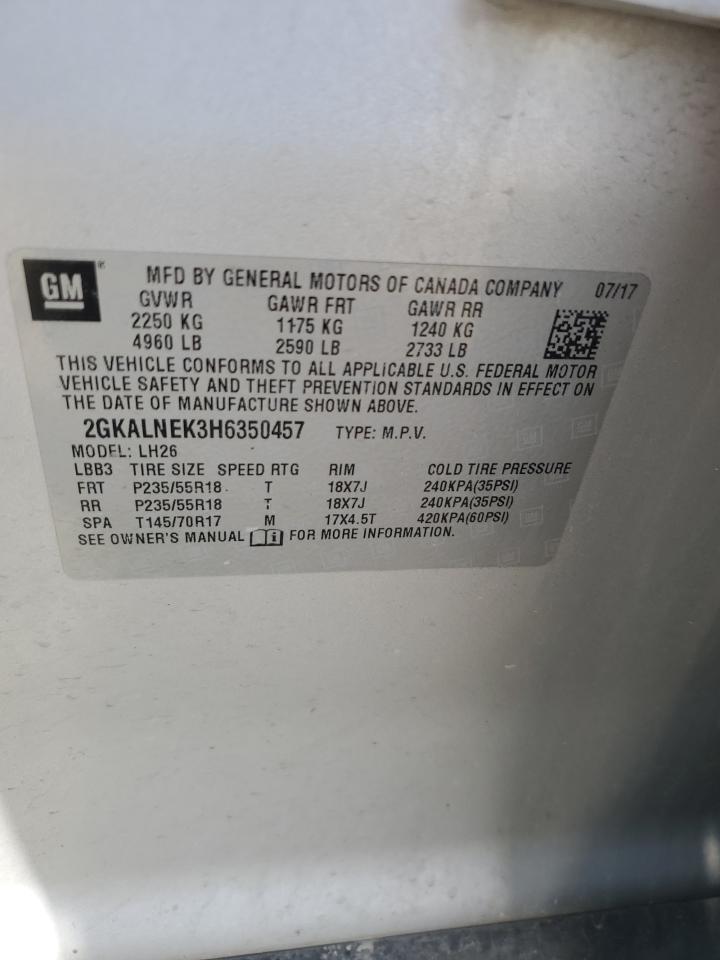 GM ® MFD BY GENERAL MOTORS OF CANADA COMPANY 07/17
GVWR GAWR FRT GAWR RR
2250 KG 1175 KG 1240 KG
4960 LB 2590 LB 2733 LB
THIS VEHICLE CONFORMS TO ALL APPLICABLE U.S. FEDERAL MOTOR
VEHICLE SAFETY AND THEFT PREVENTION STANDARDS IN EFFECT ON
THE DATE OF MANUFACTURE SHOWN ABOVE.
2GKALNEK3H6350457 TYPE: M.P.V.
MODEL: LH26
LBB3 TIRE SIZE SPEED RTG RIM COLD TIRE PRESSURE
FRT P235/55R18 T 18X7J 240KPA(35PSI)
RR P235/55R18 T 18X7J 240KPA(35PSI)
SPA T145/70R17 M 17X4.5T 420KPA(60PSI)
SEE OWNER'S MANUAL FOR MORE INFORMATION.